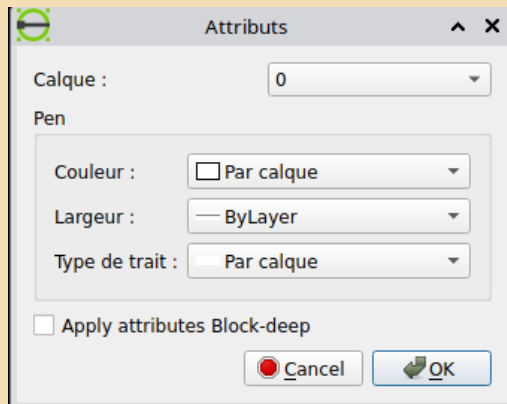 Attributs
Calque : 0
Pen
Couleur : Par calque
Largeur : ByLayer
Type de trait : Par calque
Apply attributes Block-deep
Cancel OK